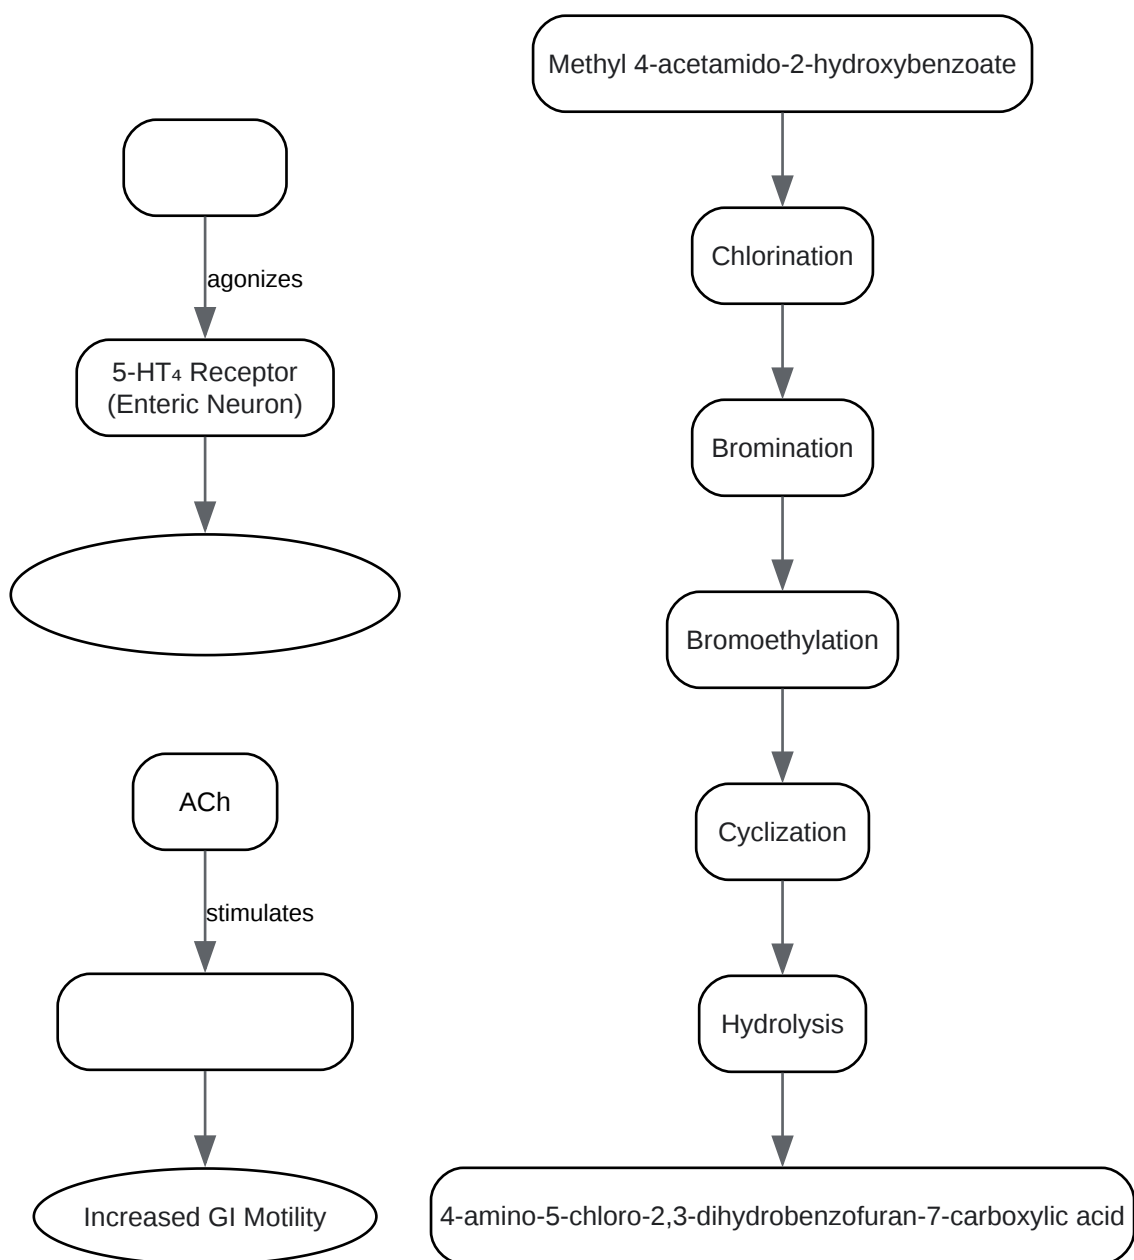 agonizes
5-HT₄ Receptor
(Enteric Neuron)
ACh
stimulates
Increased GI Motility
Methyl 4-acetamido-2-hydroxybenzoate
Chlorination
Bromination
Bromoethylation
Cyclization
Hydrolysis
4-amino-5-chloro-2,3-dihydrobenzofuran-7-carboxylic acid